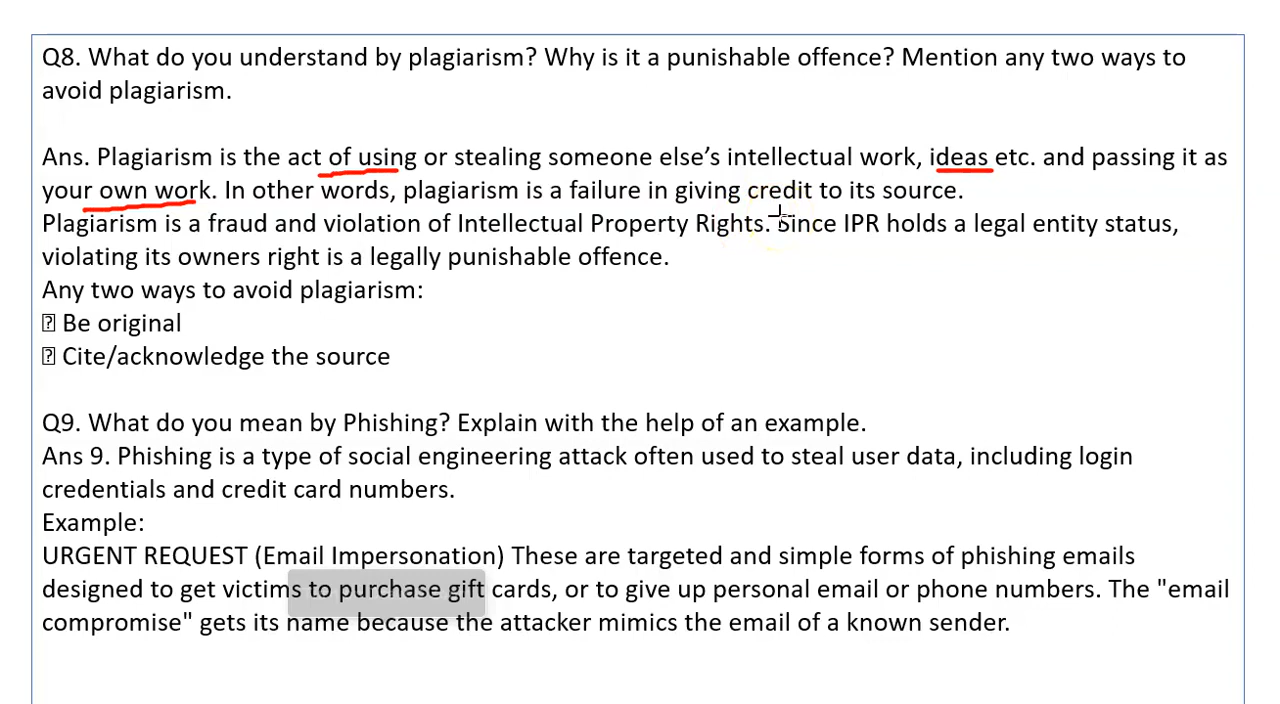 Q8. What do you understand by plagiarism? Why is it a punishable offence? Mention any two ways to
avoid plagiarism.
Ans. Plagiarism is the act of using or stealing someone else’s intellectual work, ideas etc. and passing it as
your own work. In other words, plagiarism is a failure in giving credit to its source.
Plagiarism is a fraud and violation of Intellectual Property Rights. Since IPR holds a legal entity status,
violating its owners right is a legally punishable offence.
Any two ways to avoid plagiarism:
⍰ Be original
⍰ Cite/acknowledge the source
Q9. What do you mean by Phishing? Explain with the help of an example.
Ans 9. Phishing is a type of social engineering attack often used to steal user data, including login
credentials and credit card numbers.
Example:
URGENT REQUEST (Email Impersonation) These are targeted and simple forms of phishing emails
designed to get victims to purchase gift cards, or to give up personal email or phone numbers. The "email
compromise" gets its name because the attacker mimics the email of a known sender.